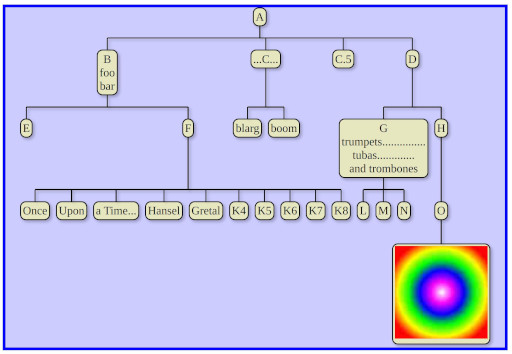 A
B
foo
bar
...C...
C.5
D
E
F
blarg
boom
G
trumpets...............
tubas.............
and trombones
H
Once
Upon
a Time...
Hansel
Gretal
K4
K5
K6
K7
K8
L
M
N
O